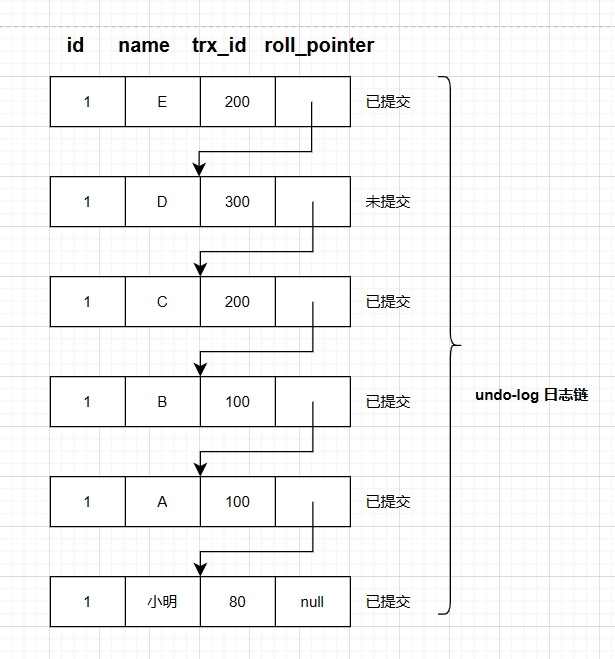 id name trx_id roll_pointer
1 E 200 已提交
1 D 300 未提交
1 C 200 已提交
1 B 100 已提交
undo-log 日志链
1 A 100 已提交
1 小明 80 null 已提交